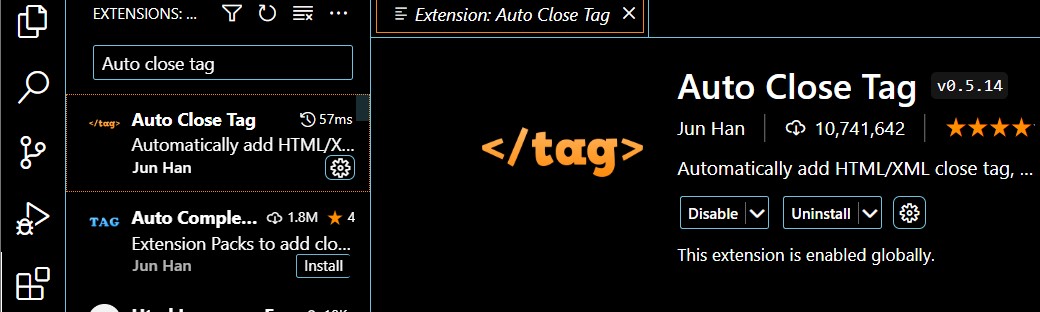 EXTENSIONS: ...
Auto close tag
</tag> Auto Close Tag 57ms
Automatically add HTML/X...
Jun Han
TAG Auto Comple... 1.8M 4
Extension Packs to add clo...
Jun Han Install
Extension: Auto Close Tag
</tag>
Auto Close Tag v0.5.14
Jun Han 10,741,642
Automatically add HTML/XML close tag, ...
Disable Uninstall
This extension is enabled globally.